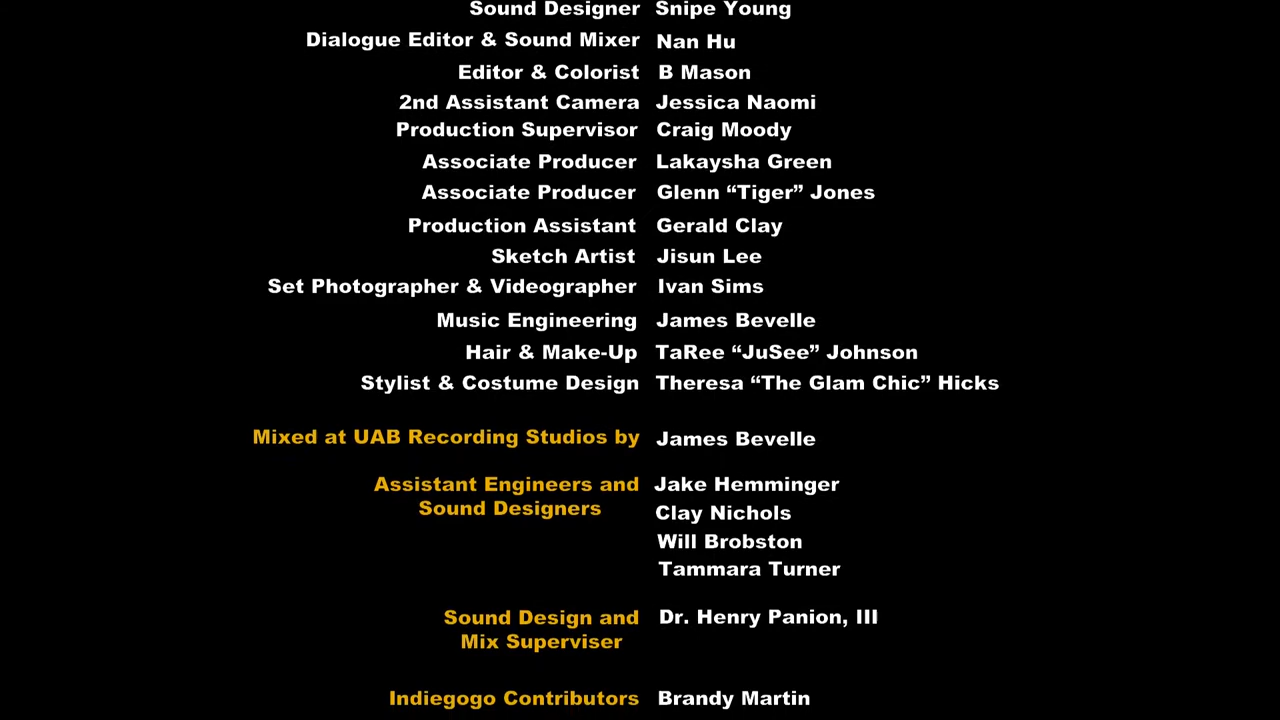 Sound Designer Snipe Young
Dialogue Editor & Sound Mixer Nan Hu
Editor & Colorist B Mason
2nd Assistant Camera Jessica Naomi
Production Supervisor Craig Moody
Associate Producer Lakaysha Green
Associate Producer Glenn “Tiger” Jones
Production Assistant Gerald Clay
Sketch Artist Jisun Lee
Set Photographer & Videographer Ivan Sims
Music Engineering James Bevelle
Hair & Make-Up TaRee “JuSee” Johnson
Stylist & Costume Design Theresa “The Glam Chic” Hicks
Mixed at UAB Recording Studios by James Bevelle
Assistant Engineers and Jake Hemminger
Sound Designers Clay Nichols
Will Brobston
Tammara Turner
Sound Design and Dr. Henry Panion, III
Mix Superviser
Indiegogo Contributors Brandy Martin